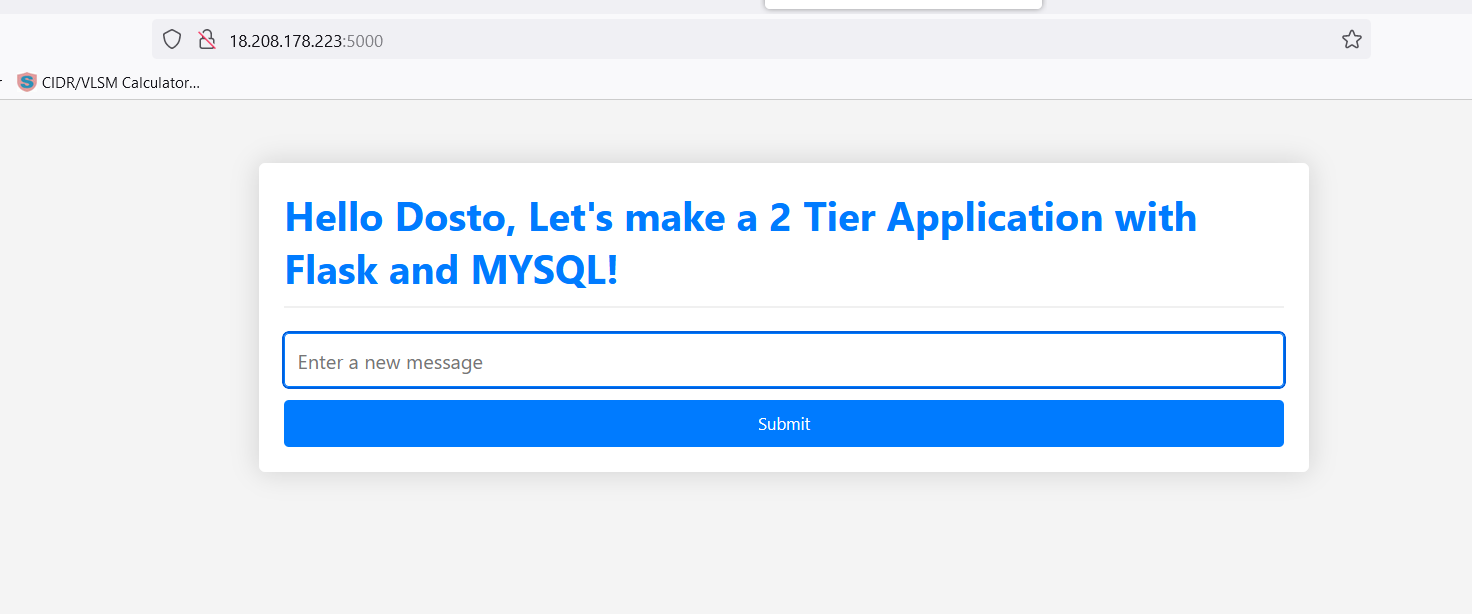 18.208.178.223:5000
CIDR/VLSM Calculator...
Hello Dosto, Let's make a 2 Tier Application with
Flask and MYSQL!
Enter a new message
Submit